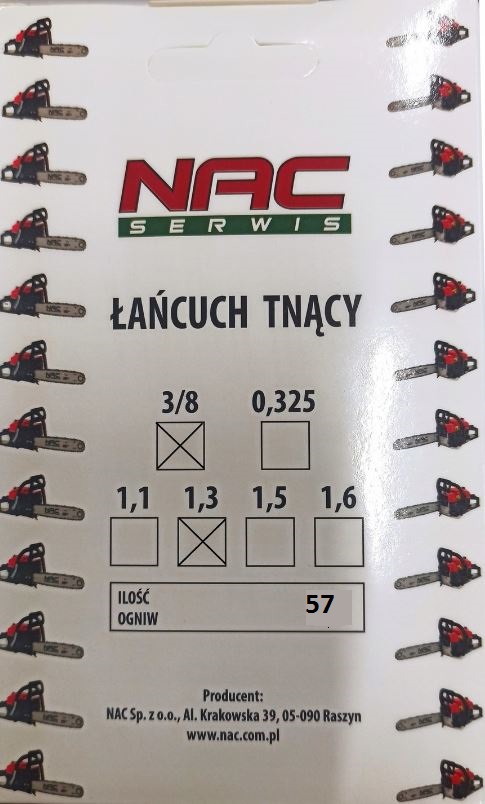 NAC
SERWIS
ŁAŃCUCH TNĄCY
3/8 0,325
1,1 1,3 1,5 1,6
ILOŚĆ
OGNIW 57
Producent:
NAC Sp. z o.o., Al. Krakowska 39, 05-090 Raszyn
www.nac.com.pl